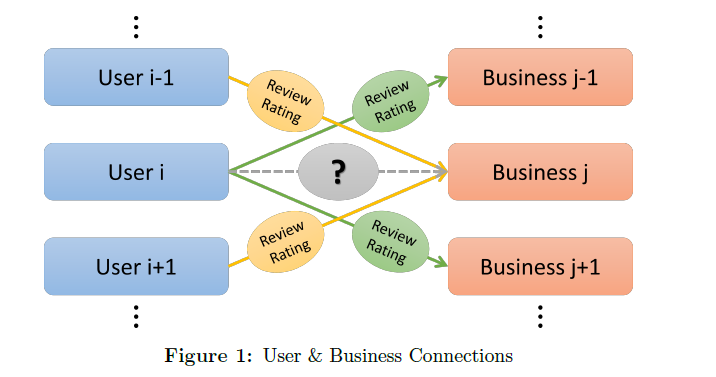 User i-1
Review
Rating
Review
Rating
Business j-1
User i
?
Business j
User i+1
Review
Rating
Review
Rating
Business j+1
Figure 1: User & Business Connections